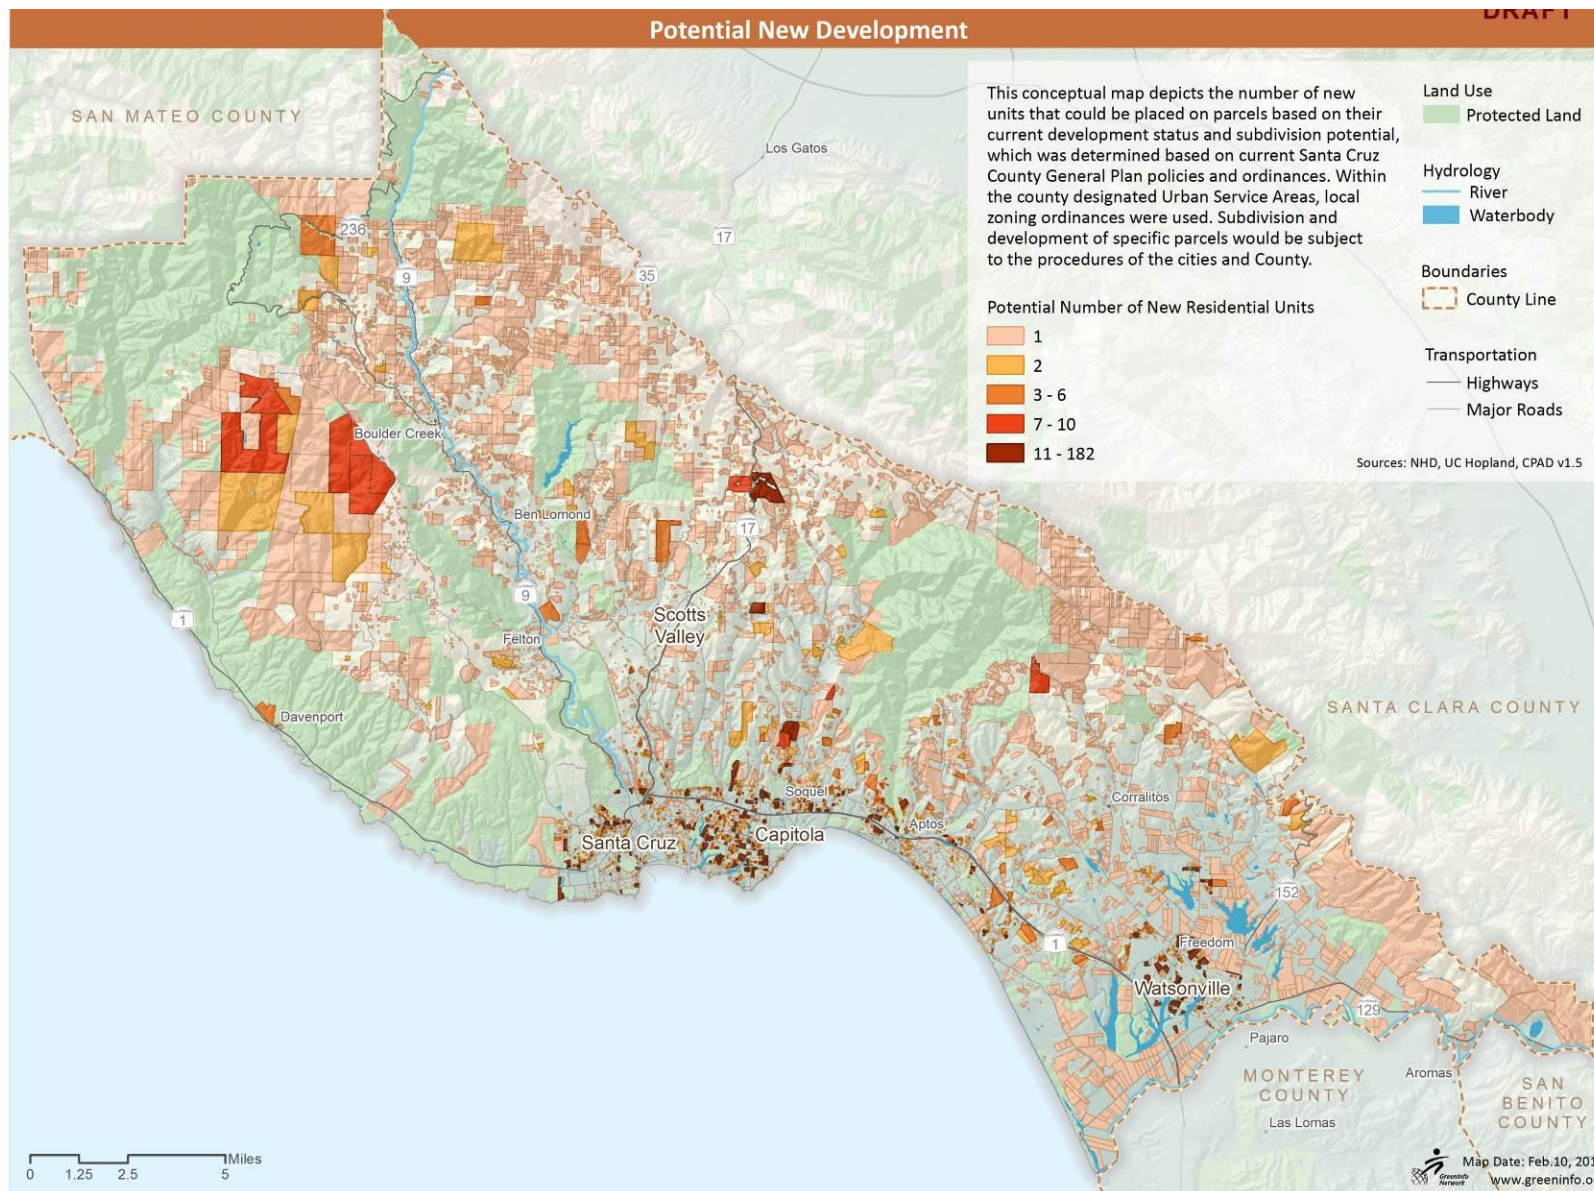 DRAFT
Potential New Development
This conceptual map depicts the number of new
units that could be placed on parcels based on their
current development status and subdivision potential,
which was determined based on current Santa Cruz
County General Plan policies and ordinances. Within
the county designated Urban Service Areas, local
zoning ordinances were used. Subdivision and
development of specific parcels would be subject
to the procedures of the cities and County.
Potential Number of New Residential Units
1
2
3 - 6
7 - 10
11 - 182
Land Use
Protected Land
Hydrology
River
Waterbody
Boundaries
County Line
Transportation
Highways
Major Roads
Sources: NHD, UC Hopland, CPAD v1.5
SAN MATEO COUNTY
Los Gatos
236
17
9
35
Boulder Creek
Ben Lomond
17
9
1
Scotts
Valley
Felton
Davenport
SANTA CLARA COUNTY
Soquel
Corralitos
Santa Cruz
Capitola
Aptos
152
1
Freedom
Watsonville
129
Pajaro
MONTEREY
COUNTY
Aromas
SAN
BENITO
COUNTY
Las Lomas
0 1.25 2.5 5
Miles
GreenInfo
Network
Map Date: Feb.10, 201
www.greeninfo.o